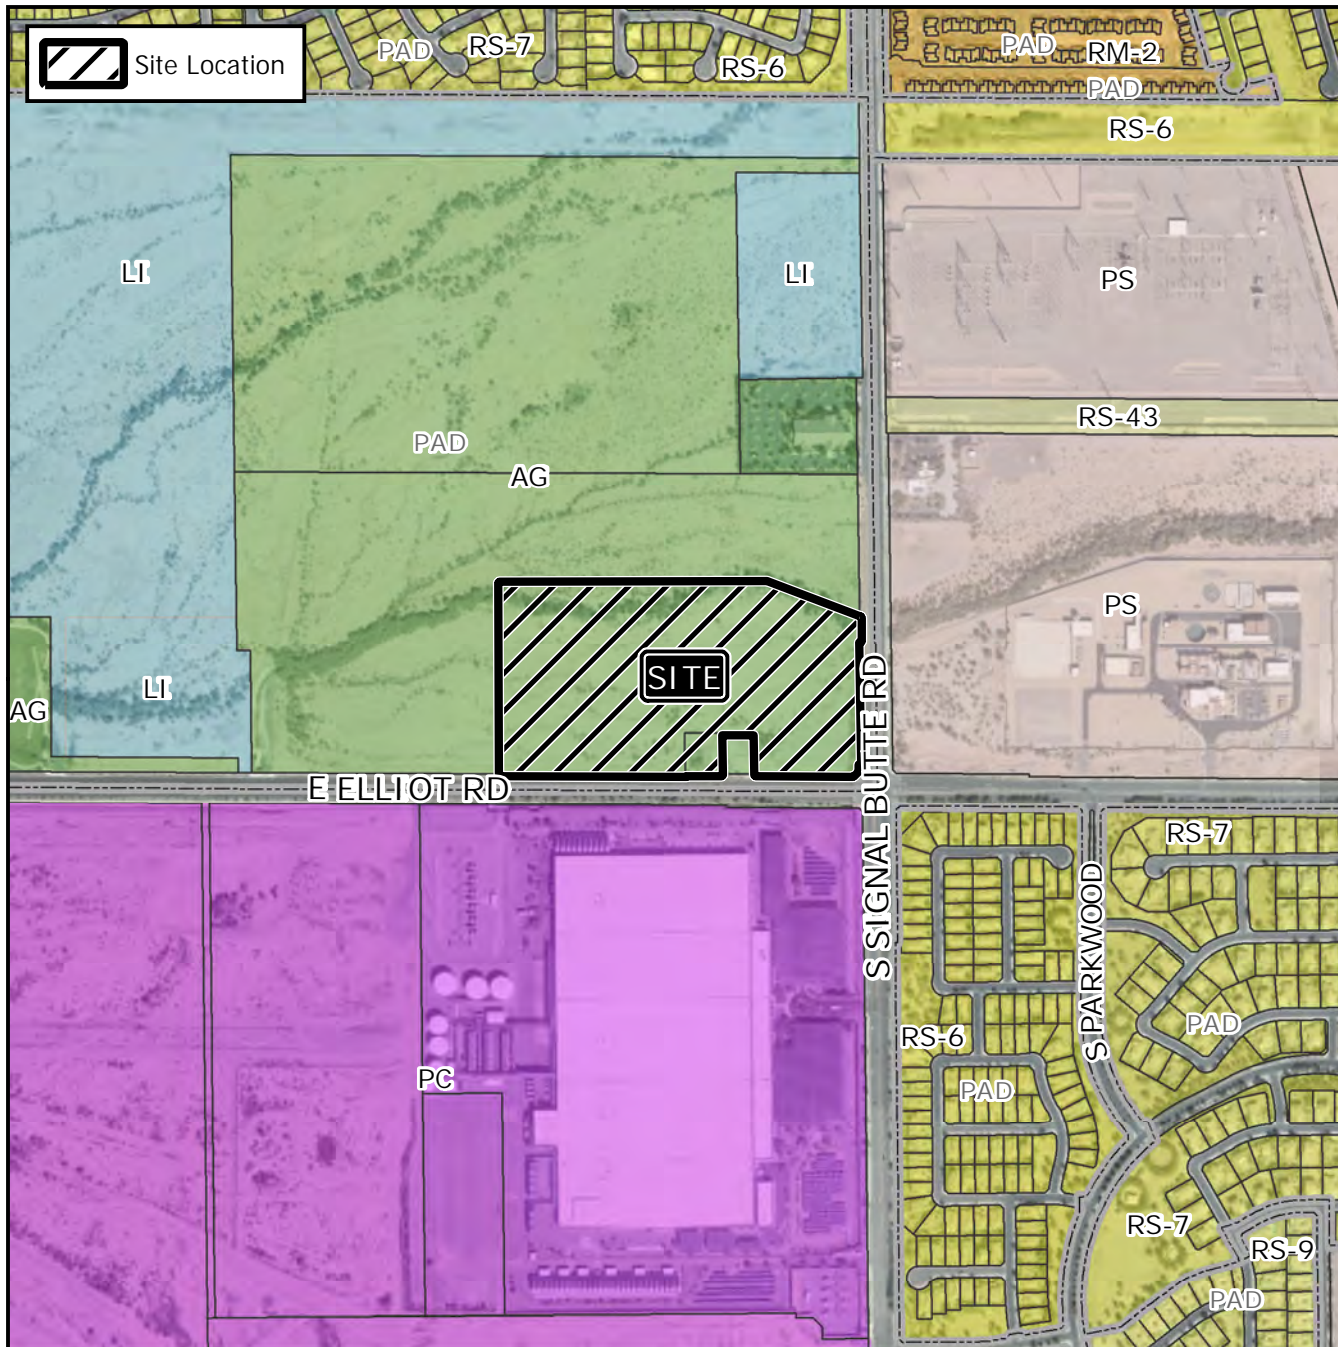 PAD
RS-7
RS-6
PAD
RM-2
PAD
Site Location
RS-6
LI
LI
PS
RS-43
PAD
AG
PS
SITE
LI
AG
E ELLIOT RD
S SIGNAL BUTTE RD
RS-7
S PARKWOOD
PAD
RS-6
PC
PAD
RS-7
RS-9
PAD